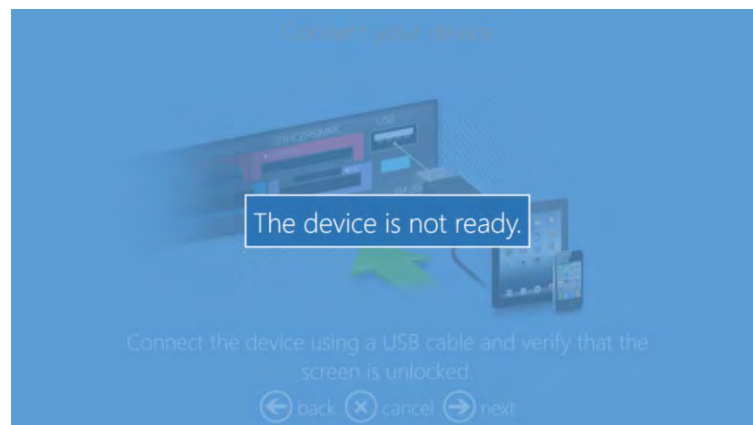 Connect your device
USB
The device is not ready.
Connect the device using a USB cable and verify that the
screen is unlocked.
back cancel next